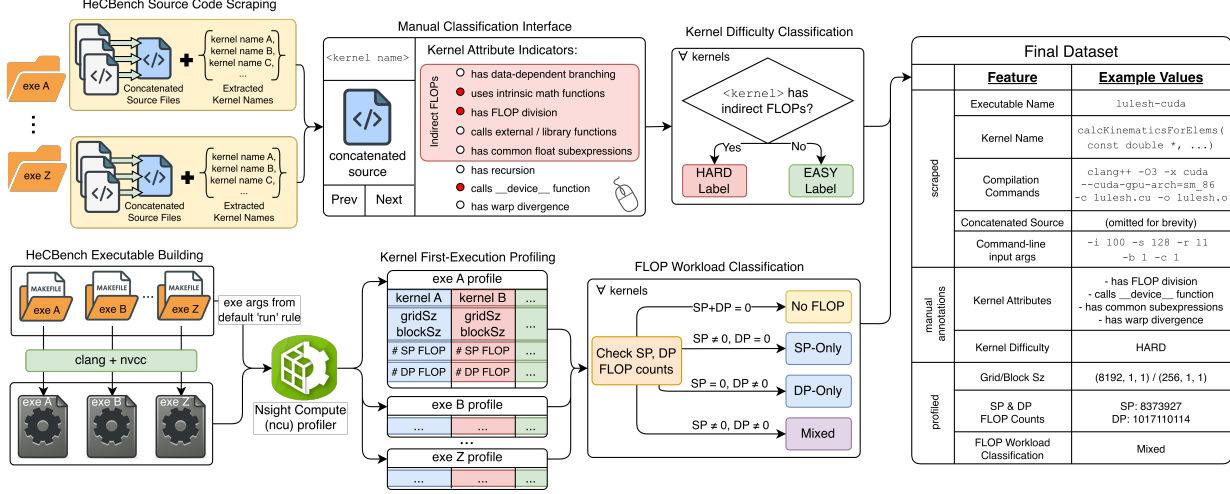 HeCBench Source Code Scraping
exe A
</>
Concatenated
Source Files
kernel name A,
kernel name B,
kernel name C,
...
Extracted
Kernel Names
exe Z
</>
Concatenated
Source Files
kernel name A,
kernel name B,
kernel name C,
...
Extracted
Kernel Names
Manual Classification Interface
<kernel name>
</>
concatenated
source
Prev
Next
Kernel Attribute Indicators:
Indirect FLOPs
has data-dependent branching
uses intrinsic math functions
has FLOP division
calls external / library functions
has common float subexpressions
has recursion
calls __device__ function
has warp divergence
Kernel Difficulty Classification
∀ kernels
<kernel> has
indirect FLOPs?
Yes
No
HARD
Label
EASY
Label
HeCBench Executable Building
MAKEFILE
exe A
MAKEFILE
exe B
...
MAKEFILE
exe Z
exe args from
default 'run' rule
clang + nvcc
exe A
exe B
exe Z
Nsight Compute
(ncu) profiler
Kernel First-Execution Profiling
exe A profile
kernel A
kernel B
...
gridSz
blockSz
gridSz
blockSz
...
# SP FLOP
# SP FLOP
...
# DP FLOP
# DP FLOP
...
exe B profile
...
...
...
...
exe Z profile
...
...
...
FLOP Workload Classification
∀ kernels
Check SP, DP
FLOP counts
SP+DP = 0
No FLOP
SP ≠ 0, DP = 0
SP-Only
SP = 0, DP ≠ 0
DP-Only
SP ≠ 0, DP ≠ 0
Mixed
Final Dataset
Feature
Example Values
scraped
Executable Name
lulesh-cuda
Kernel Name
calcKinematicsForElems(
const double *, ...)
Compilation
Commands
clang++ -O3 -x cuda
--cuda-gpu-arch=sm_86
-c lulesh.cu -o lulesh.o
Concatenated Source
(omitted for brevity)
Command-line
input args
-i 100 -s 128 -r 11
-b 1 -c 1
manual
annotations
Kernel Attributes
- has FLOP division
- calls __device__ function
- has common subexpressions
- has warp divergence
Kernel Difficulty
HARD
profiled
Grid/Block Sz
(8192, 1, 1) / (256, 1, 1)
SP & DP
FLOP Counts
SP: 8373927
DP: 1017110114
FLOP Workload
Classification
Mixed